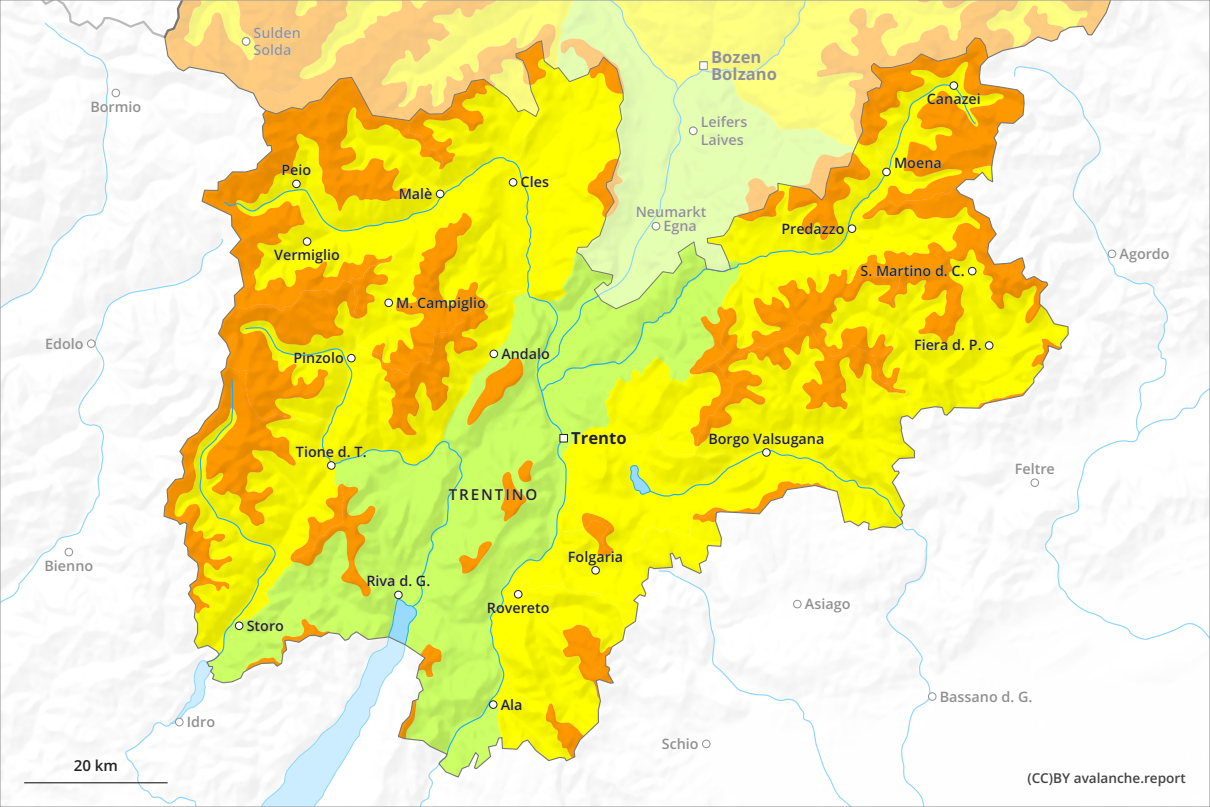 Sulden
Solda
Bozen
Bolzano
Bormio
Canazei
Leifers
Laives
Moena
Peio
Malè
Cles
Neumarkt
Egna
Predazzo
Vermiglio
Agordo
S. Martino d. C.
M. Campiglio
Edolo
Pinzolo
Andalo
Fiera d. P.
Trento
Borgo Valsugana
Tione d. T.
Feltre
TRENTINO
Bienno
Folgaria
Riva d. G.
Rovereto
Asiago
Storo
Bassano d. G.
Ala
Idro
Schio
20 km
(CC)BY avalanche.report